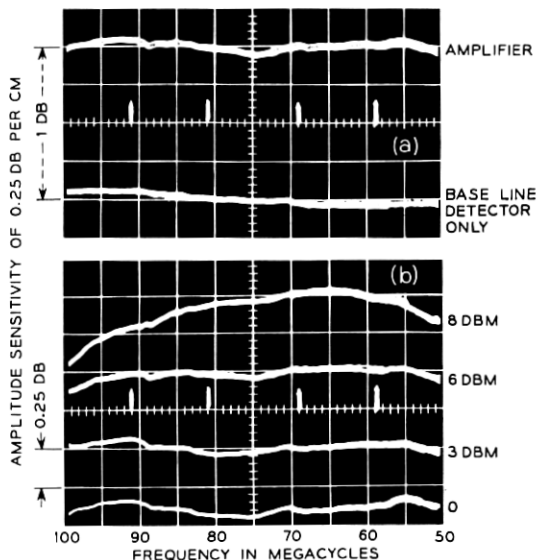 AMPLIFIER
(a)
BASE LINE
DETECTOR
ONLY
1 DB
AMPLITUDE SENSITIVITY OF 0.25 DB PER CM
(b)
8 DBM
6 DBM
0.25 DB
3 DBM
0
100 90 80 70 60 50
FREQUENCY IN MEGACYCLES